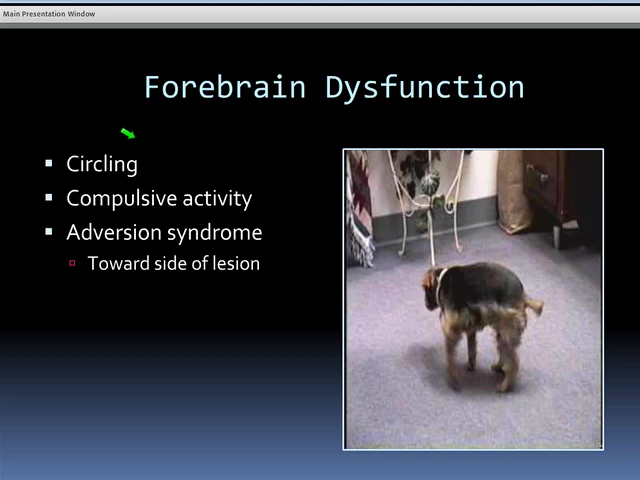 Main Presentation Window
Forebrain Dysfunction
Circling
Compulsive activity
Adversion syndrome
Toward side of lesion